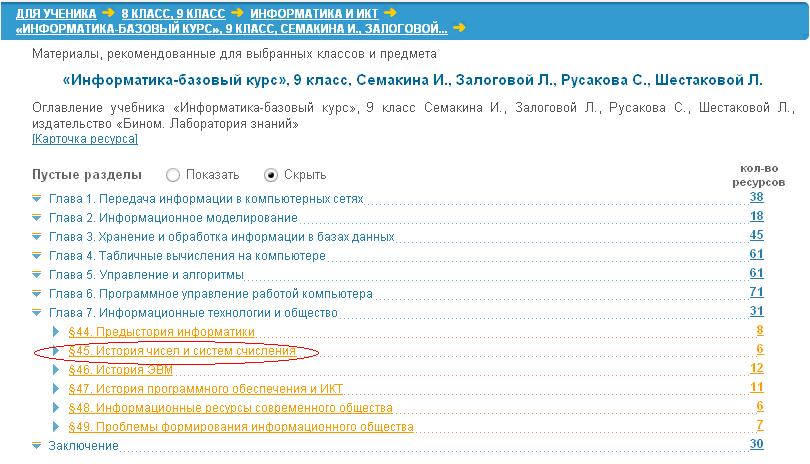 ДЛЯ УЧЕНИКА → 8 КЛАСС, 9 КЛАСС → ИНФОРМАТИКА И ИКТ →
«ИНФОРМАТИКА-БАЗОВЫЙ КУРС», 9 КЛАСС, СЕМАКИНА И., ЗАЛОГОВОЙ... →
Материалы, рекомендованные для выбранных классов и предмета
«Информатика-базовый курс», 9 класс, Семакина И., Залоговой Л., Русакова С., Шестаковой Л.
Оглавление учебника «Информатика-базовый курс», 9 класс Семакина И., Залоговой Л., Русакова С., Шестаковой Л.,
издательство «Бином. Лаборатория знаний»
[Карточка ресурса]
Пустые разделы Показать Скрыть кол-во
ресурсов
Глава 1. Передача информации в компьютерных сетях 38
Глава 2. Информационное моделирование 18
Глава 3. Хранение и обработка информации в базах данных 45
Глава 4. Табличные вычисления на компьютере 61
Глава 5. Управление и алгоритмы 61
Глава 6. Программное управление работой компьютера 71
Глава 7. Информационные технологии и общество 31
§44. Предыстория информатики 8
§45. История чисел и систем счисления 6
§46. История ЭВМ 12
§47. История программного обеспечения и ИКТ 11
§48. Информационные ресурсы современного общества 6
§49. Проблемы формирования информационного общества 7
Заключение 30